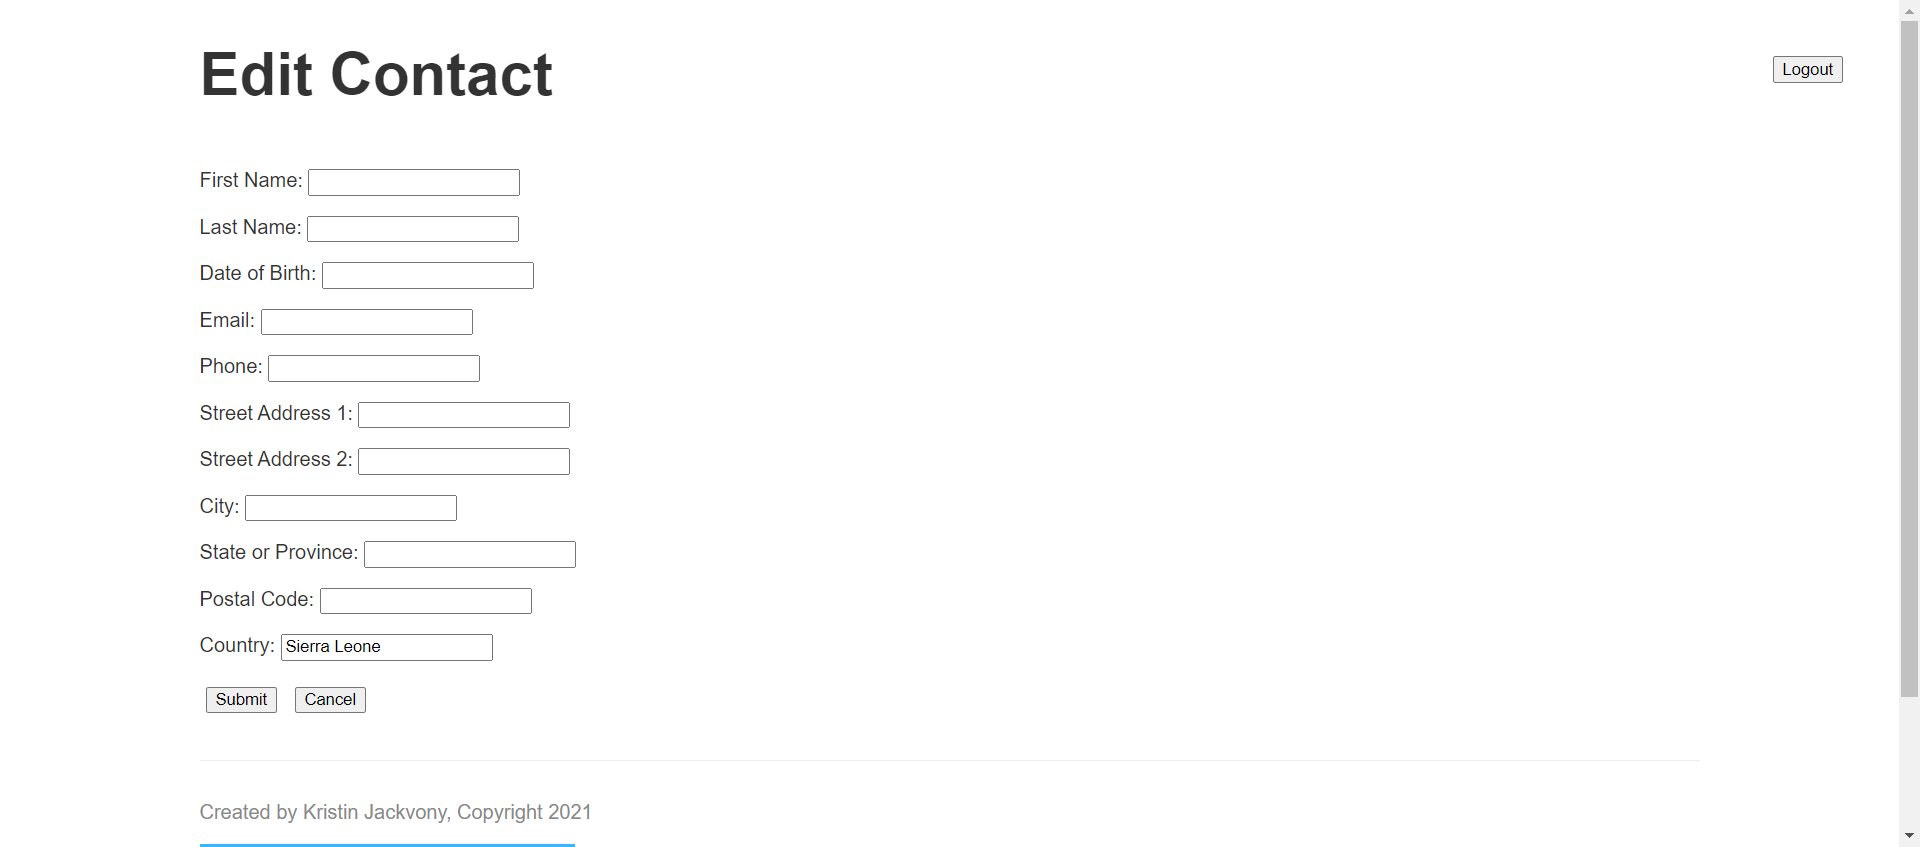 Edit Contact
Logout
First Name:
Last Name:
Date of Birth:
Email:
Phone:
Street Address 1:
Street Address 2:
City:
State or Province:
Postal Code:
Country: Sierra Leone
Submit Cancel
Created by Kristin Jackvony, Copyright 2021